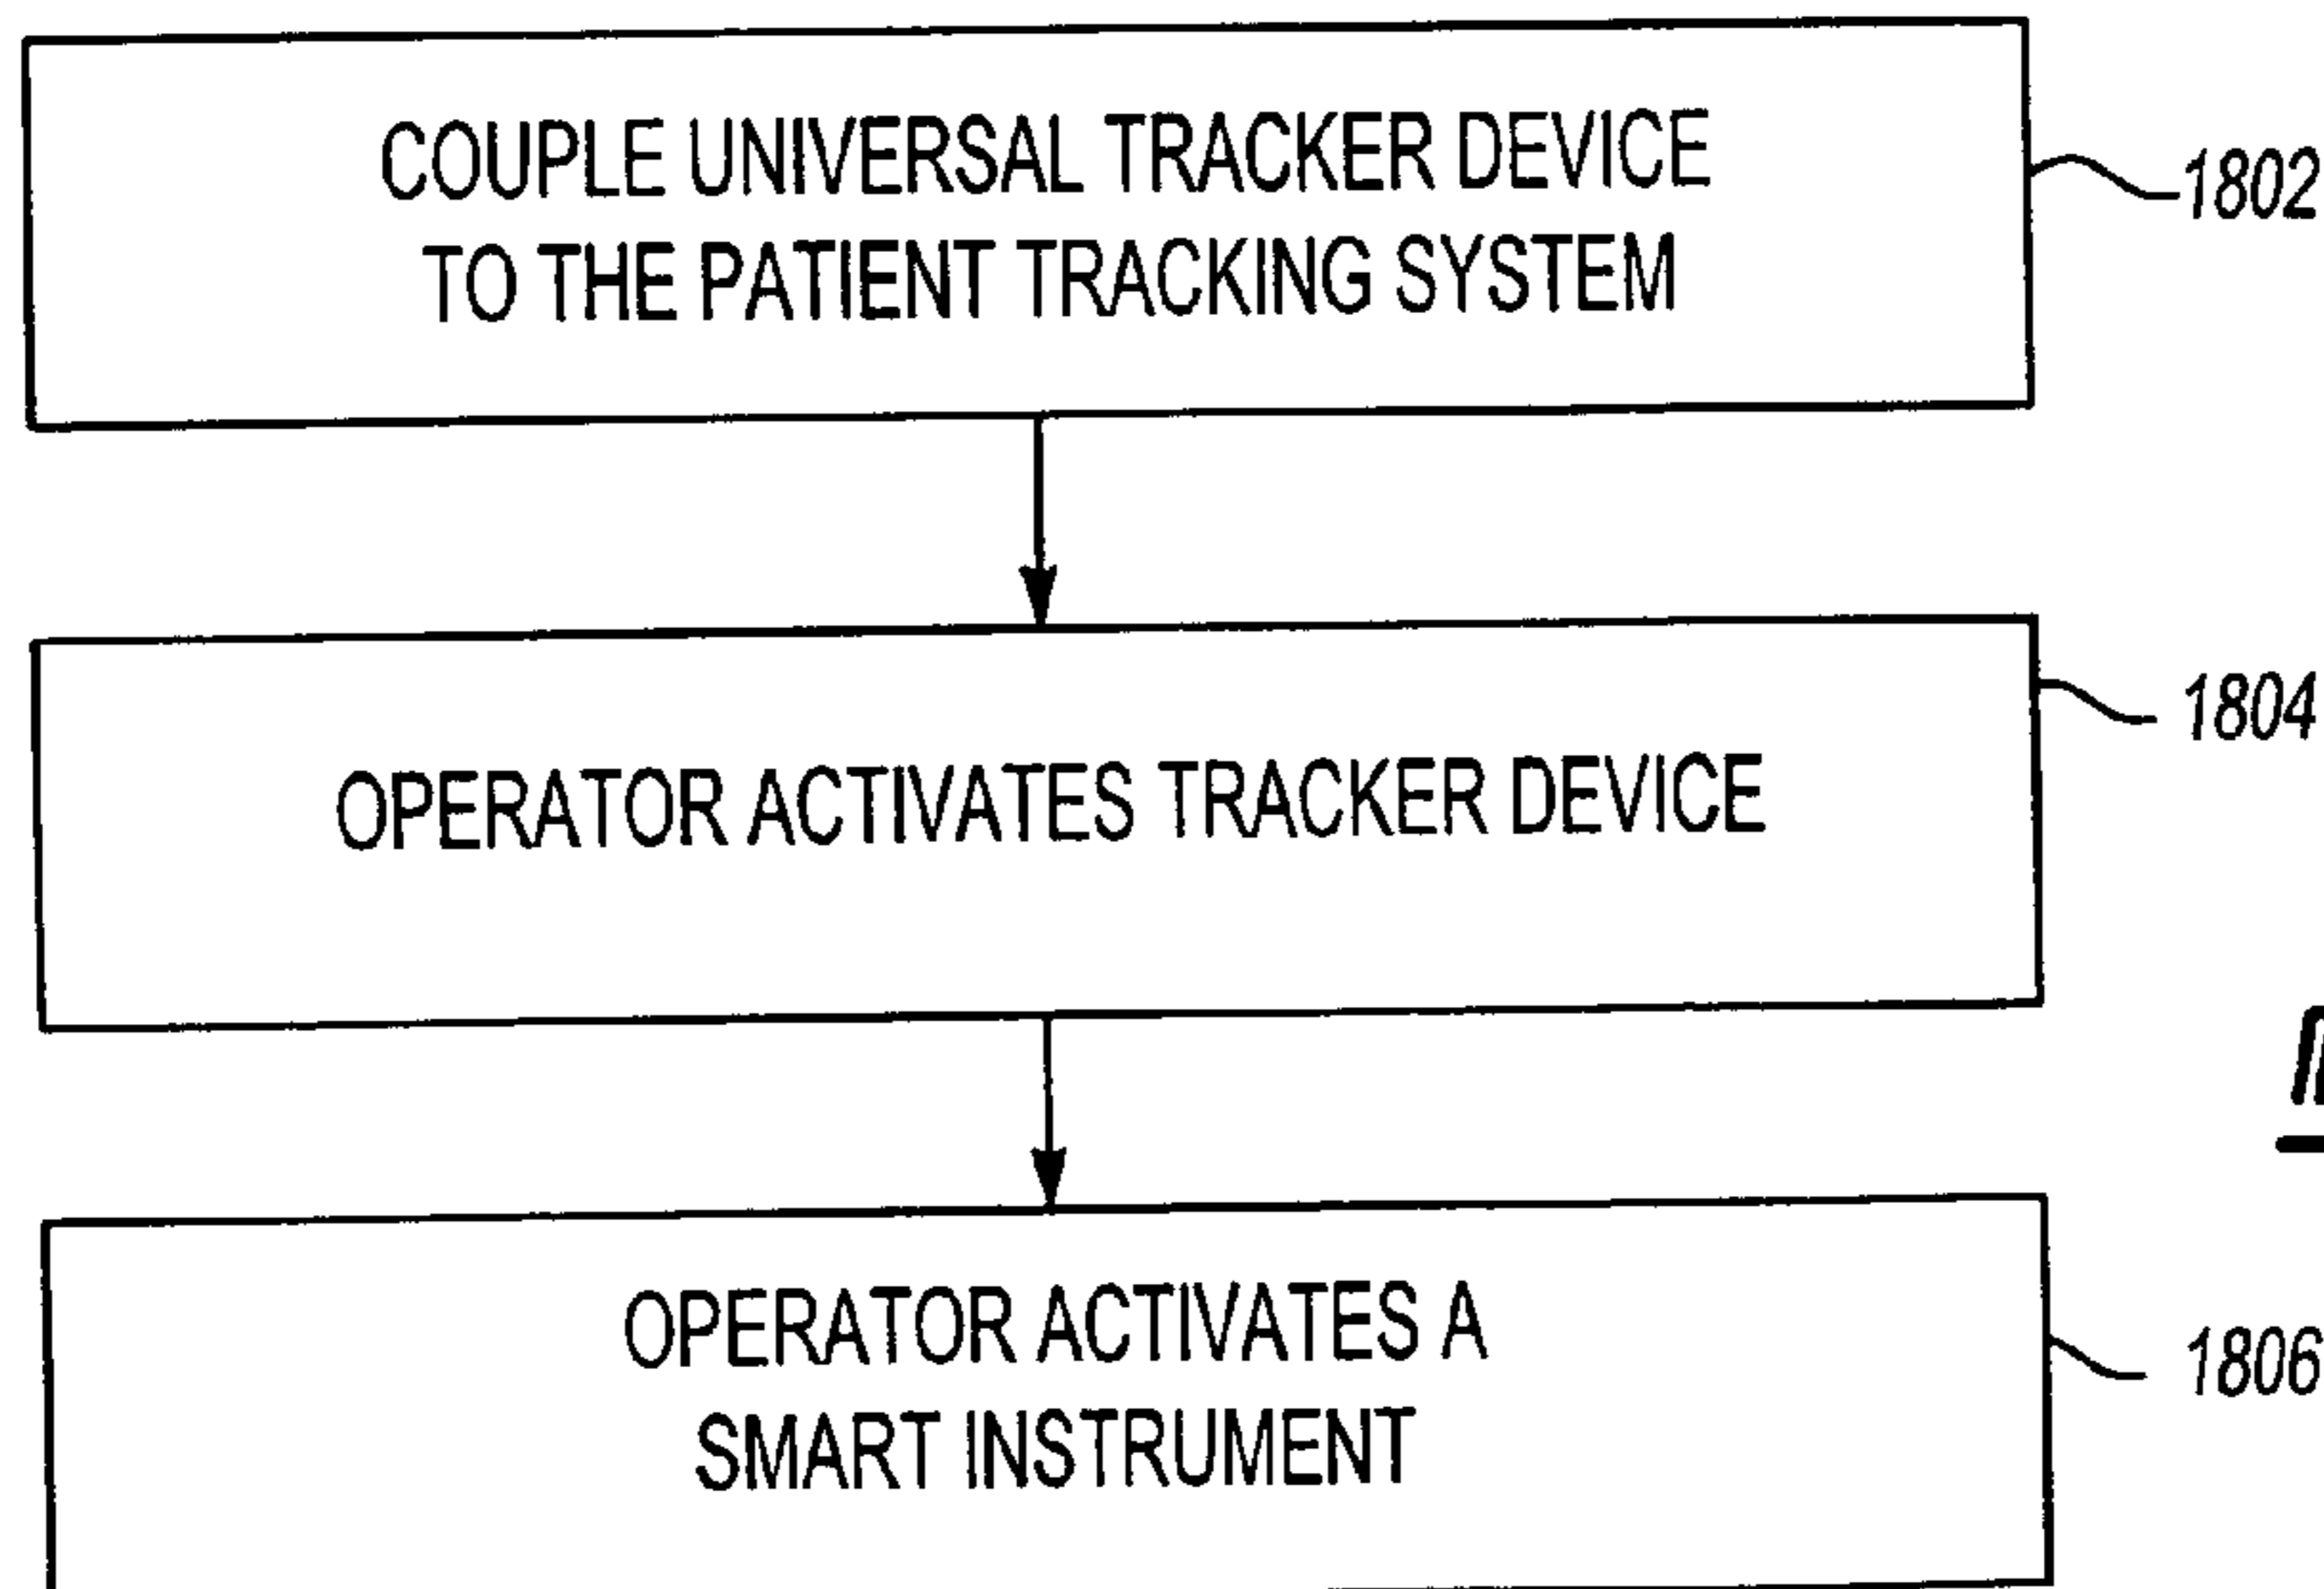 COUPLE UNIVERSAL TRACKER DEVICE
TO THE PATIENT TRACKING SYSTEM
1802
1804
OPERATOR ACTIVATES TRACKER DEVICE
OPERATOR ACTIVATES A
1806
SMART INSTRUMENT